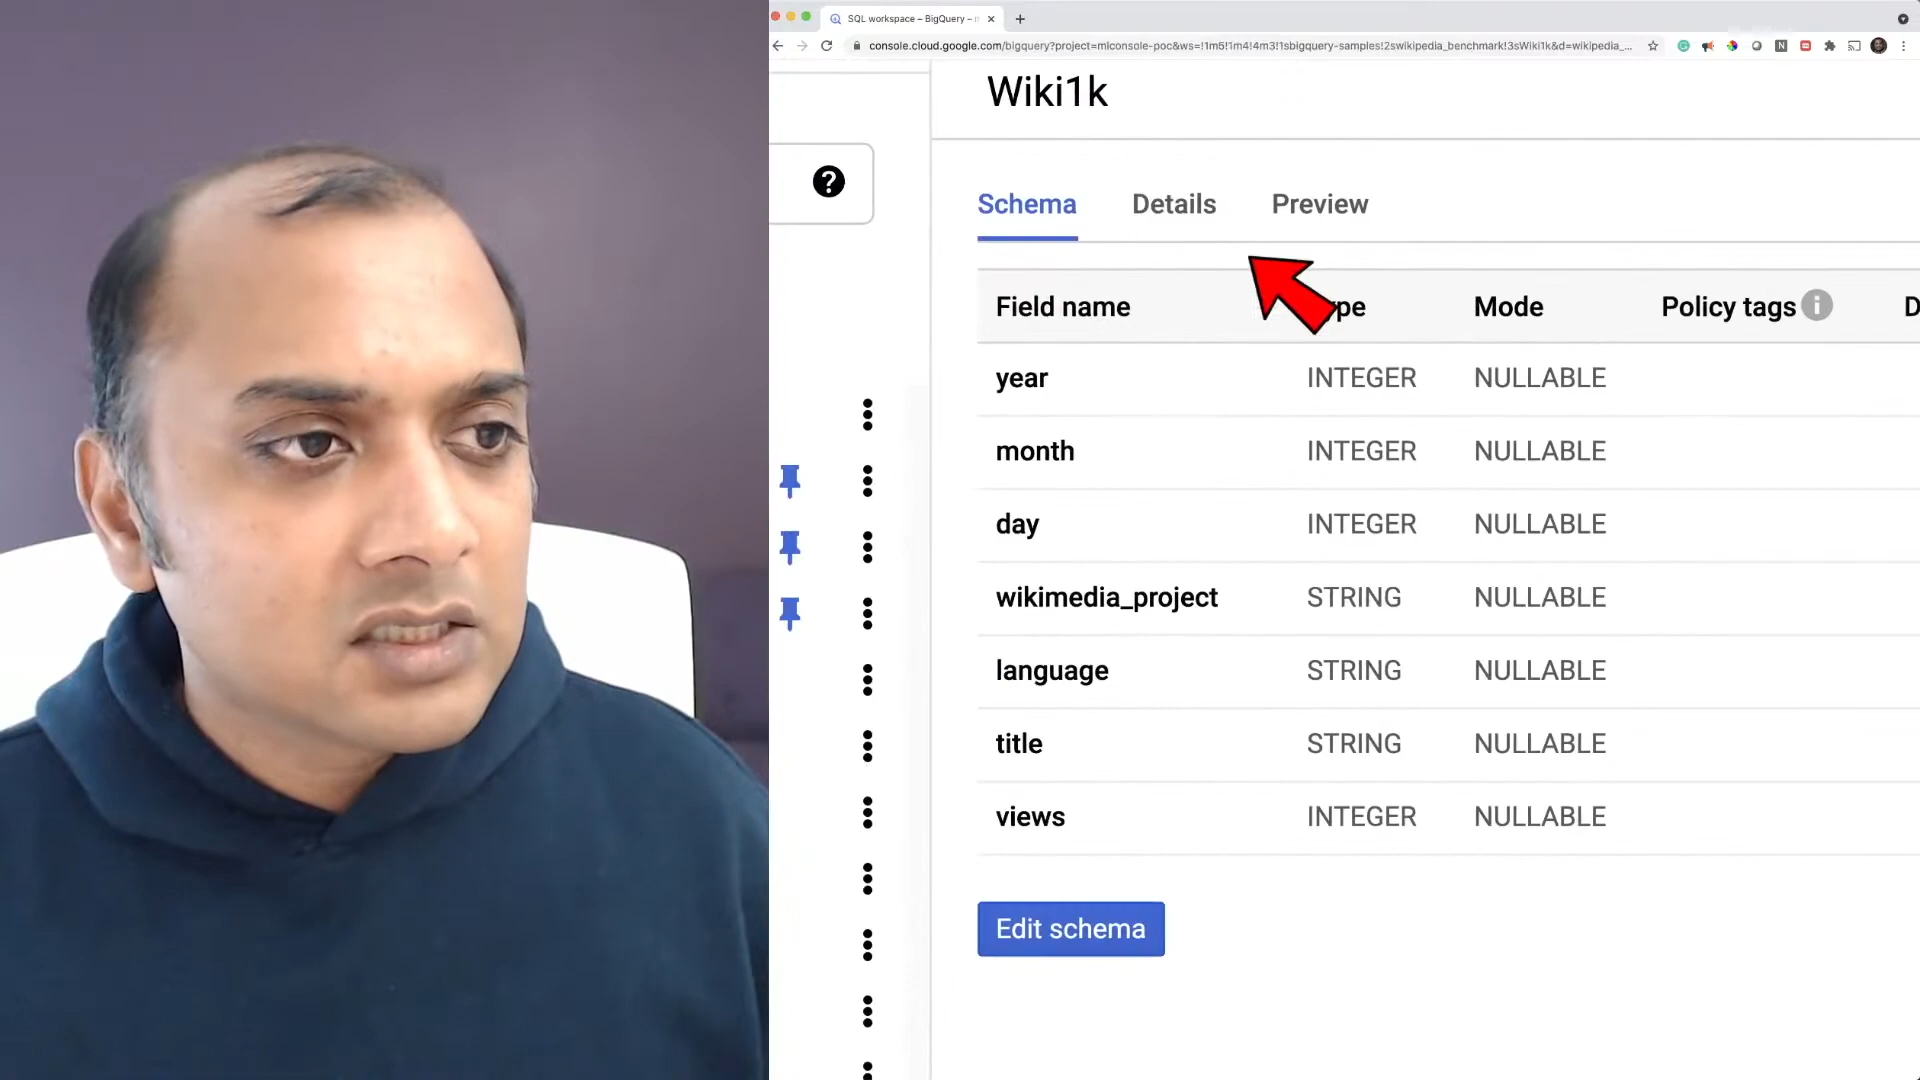 SQL workspace – BigQuery –
console.cloud.google.com/bigquery?project=mlconsole-poc&ws=!1m5!1m4!4m3!1sbigquery-samples!2swikipedia_benchmark!3sWiki1k&d=wikipedia_...
Wiki1k
?
Schema Details Preview
Field name ype Mode Policy tags i D
year INTEGER NULLABLE
month INTEGER NULLABLE
day INTEGER NULLABLE
wikimedia_project STRING NULLABLE
language STRING NULLABLE
title STRING NULLABLE
views INTEGER NULLABLE
Edit schema